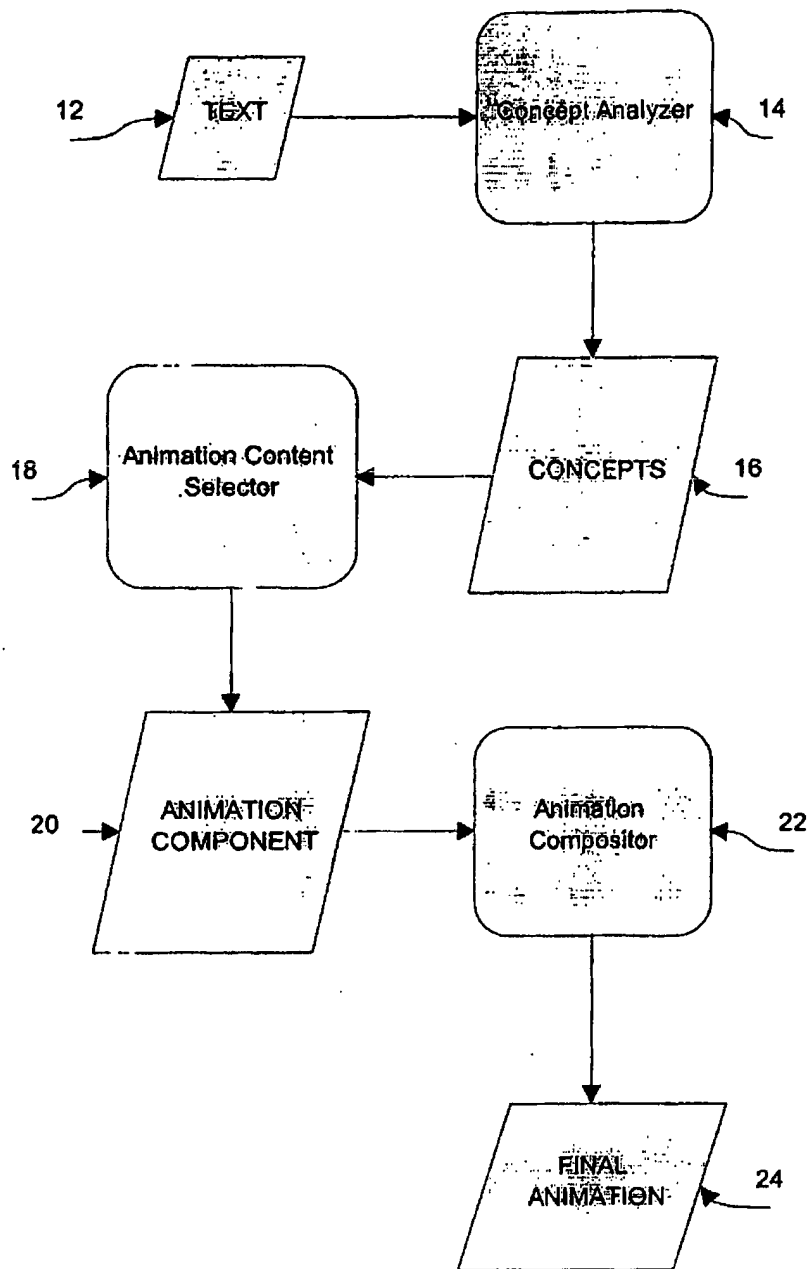 12
TEXT
Concept Analyzer
14
18
Animation Content
Selector
CONCEPTS
16
20
ANIMATION
COMPONENT
Animation
Compositor
22
FINAL
ANIMATION
24